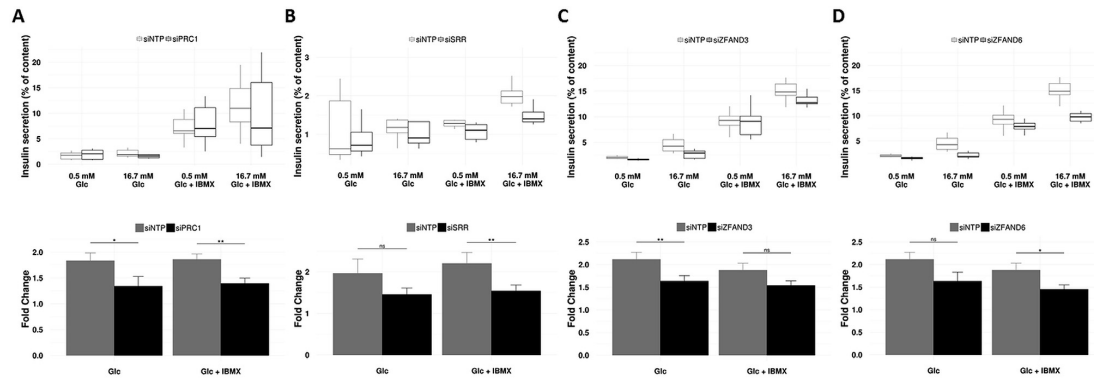 A
siNTP siPRC1
Insulin secretion (% of content)
20
15
10
5
0
0.5 mM
Glc
16.7 mM
Glc
0.5 mM
Glc + IBMX
16.7 mM
Glc + IBMX
siNTP siPRC1
Fold Change
2.0
1.5
1.0
0.5
0.0
*
**
Glc
Glc + IBMX
B
siNTP siSRR
Insulin secretion (% of content)
3
2
1
0.5 mM
Glc
16.7 mM
Glc
0.5 mM
Glc + IBMX
16.7 mM
Glc + IBMX
siNTP siSRR
Fold Change
2
1
0
ns
**
Glc
Glc + IBMX
C
siNTP siZFAND3
Insulin secretion (% of content)
20
15
10
5
0.5 mM
Glc
16.7 mM
Glc
0.5 mM
Glc + IBMX
16.7 mM
Glc + IBMX
siNTP siZFAND3
Fold Change
2.5
2.0
1.5
1.0
0.5
0.0
**
ns
Glc
Glc + IBMX
D
siNTP siZFAND6
Insulin secretion (% of content)
20
15
10
5
0.5 mM
Glc
16.7 mM
Glc
0.5 mM
Glc + IBMX
16.7 mM
Glc + IBMX
siNTP siZFAND6
Fold Change
2.5
2.0
1.5
1.0
0.5
0.0
ns
*
Glc
Glc + IBMX